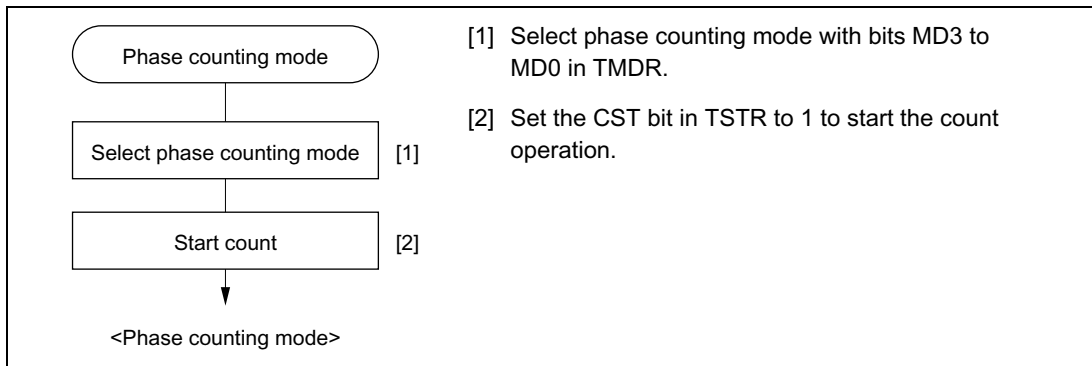 Phase counting mode
Select phase counting mode [1]
Start count [2]
<Phase counting mode>
[1] Select phase counting mode with bits MD3 to
MD0 in TMDR.
[2] Set the CST bit in TSTR to 1 to start the count
operation.